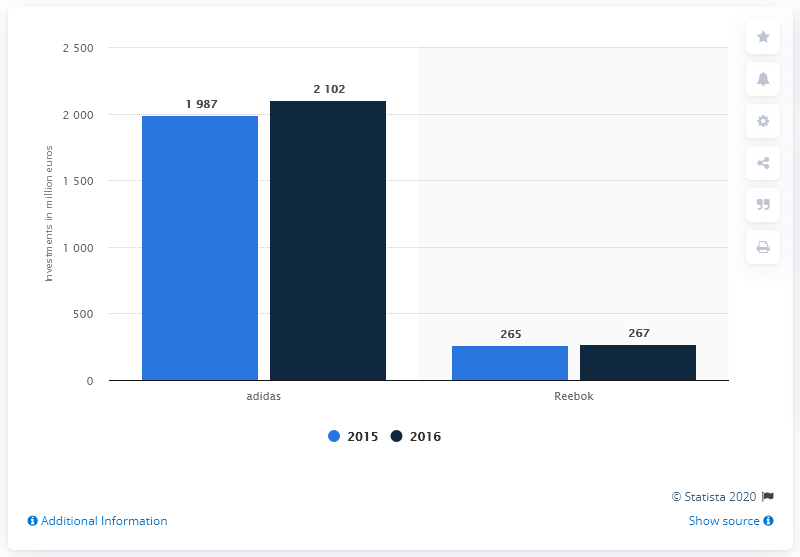 2 500
2 000
1 500
1 000
500
0
Investments in million euros
1 987
2 102
265
267
adidas
Reebok
2015
2016
© Statista 2020
Additional Information
Show source